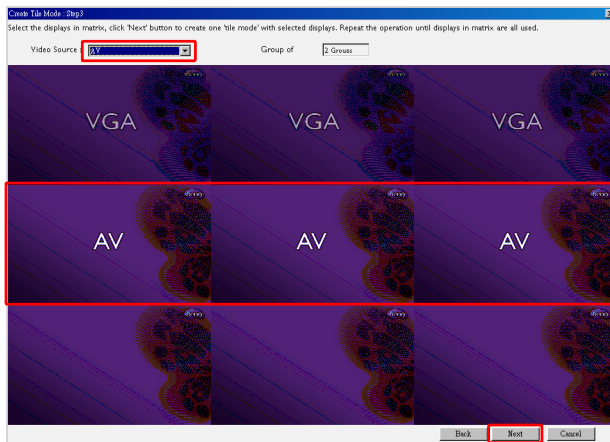 Create Tile Mode : Step3
Select the displays in matrix, click 'Next' button to create one 'tile mode' with selected displays. Repeat the operation until displays in matrix are all used.
Video Source : AV Group of 2 Groups
VGA VGA VGA
AV AV AV
Back Next Cancel